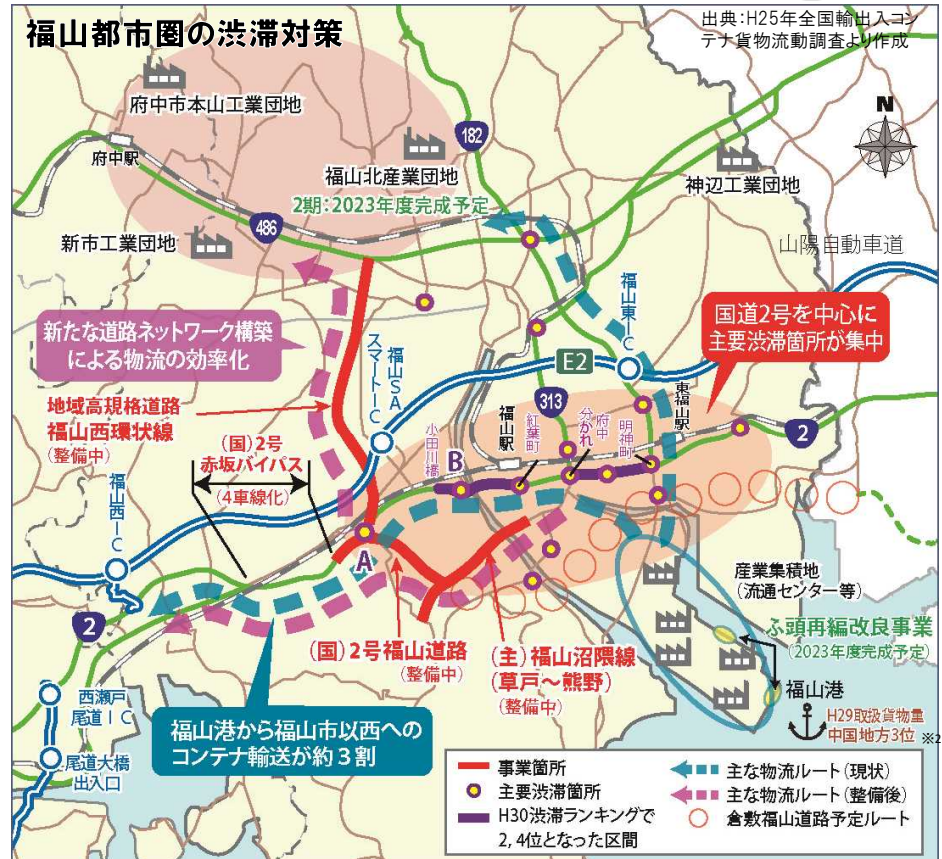 福山都市圏の渋滞対策
出典:H25年全国輸出入コン
テナ貨物流動調査より作成
府中市本山工業団地
182
N
府中駅
福山北産業団地
2期:2023年度完成予定
神辺工業団地
486
新市工業団地
山陽自動車道
新たな道路ネットワーク構築
による物流の効率化
福山SA
スマートIC
福山東IC
国道2号を中心に
主要渋滞箇所が集中
E2
地域高規格道路
福山西環状線
(整備中)
313
福山駅
東福山駅
2
(国)2号
赤坂バイパス
(4車線化)
小田川橋
B
紅葉町
府中
分がれ
明神町
福山西IC
A
産業集積地
(流通センター等)
2
(国)2号福山道路
(整備中)
(主)福山沼隈線
(草戸~熊野)
(整備中)
ふ頭再編改良事業
(2023年度完成予定)
福山港
西瀬戸
尾道IC
福山港から福山市以西への
コンテナ輸送が約3割
H29取扱貨物量
中国地方3位 ※2
尾道大橋
出入口
事業箇所
主要渋滞箇所
H30渋滞ランキングで
2,4位となった区間
主な物流ルート(現状)
主な物流ルート(整備後)
倉敷福山道路予定ルート